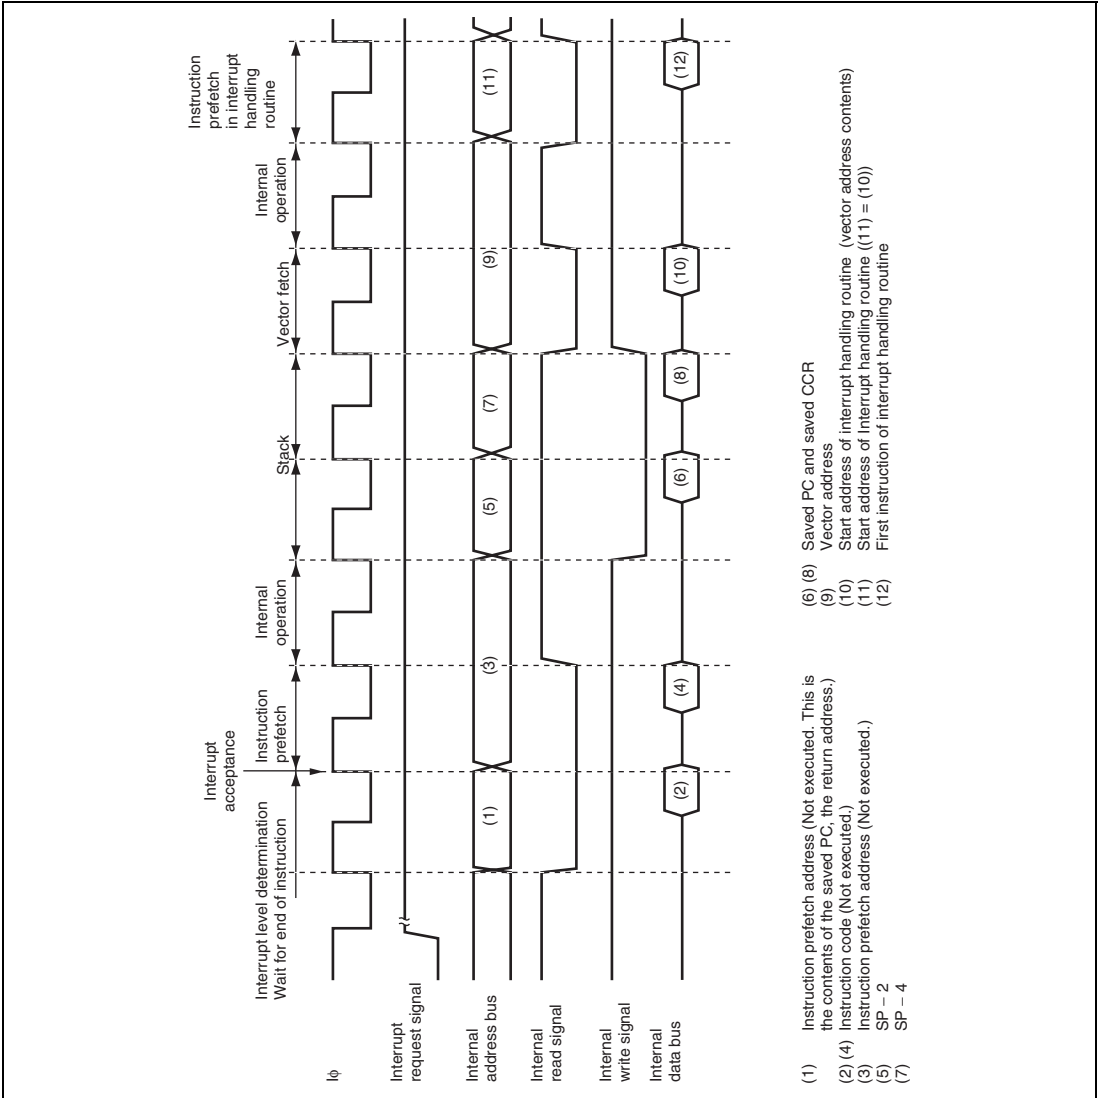 Interrupt level determination
Wait for end of instruction
Interrupt
acceptance
Instruction
prefetch
Internal
operation
Stack
Vector fetch
Internal
operation
Instruction
prefetch
in interrupt
handling
routine
Iϕ
Interrupt
request signal
Internal
address bus
(1)
(3)
(5)
(7)
(9)
(11)
Internal
read signal
Internal
write signal
Internal
data bus
(2)
(4)
(6)
(8)
(10)
(12)
(1) Instruction prefetch address (Not executed. This is
the contents of the saved PC, the return address.)
(2) (4) Instruction code (Not executed.)
(3) Instruction prefetch address (Not executed.)
(5) SP – 2
(7) SP – 4
(6) (8) Saved PC and saved CCR
(9) Vector address
(10) Start address of interrupt handling routine (vector address contents)
(11) Start address of Interrupt handling routine ((11) = (10))
(12) First instruction of interrupt handling routine